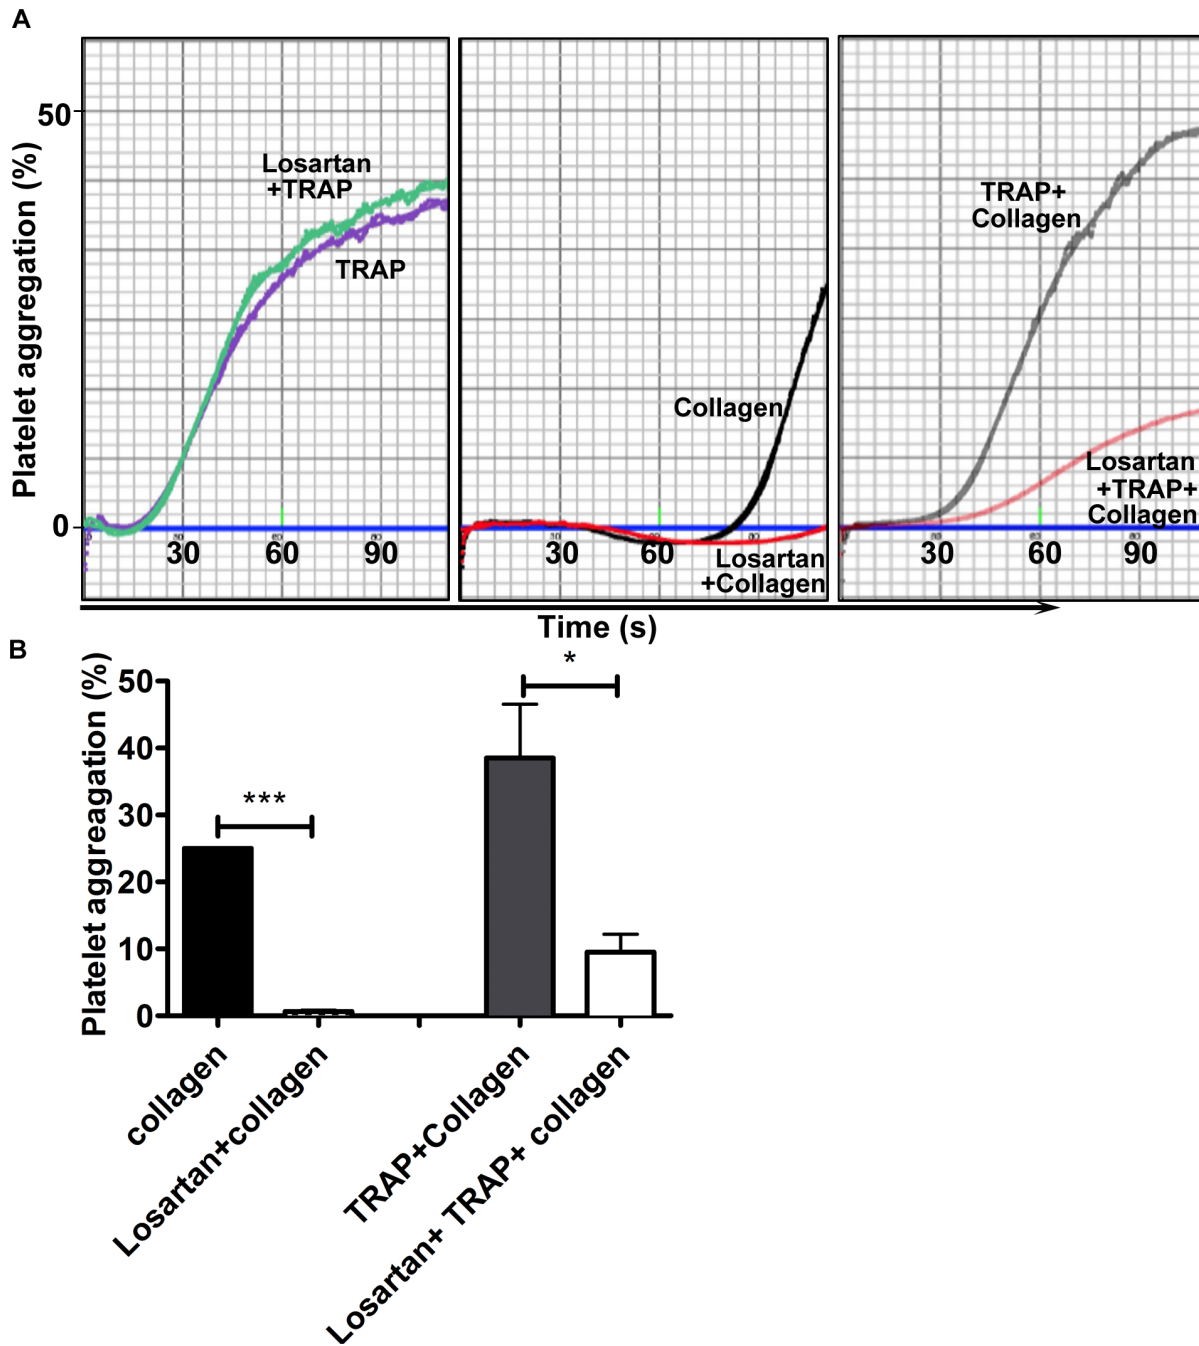 A
Platelet aggregation (%)
50
0
Losartan
+TRAP
TRAP
30
60
90
Collagen
Losartan
+Collagen
30
60
TRAP+
Collagen
Losartan
+TRAP+
Collagen
30
60
90
Time (s)
B
Platelet aggreagation (%)
50
40
30
20
10
0
***
*
collagen
Losartan+collagen
TRAP+Collagen
Losartan+ TRAP+ collagen